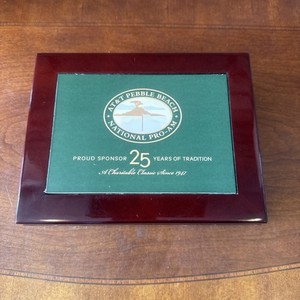 AT&T PEBBLE BEACH
NATIONAL PRO-AM
PROUD SPONSOR 25 YEARS OF TRADITION
A Charitable Classic Since 1947